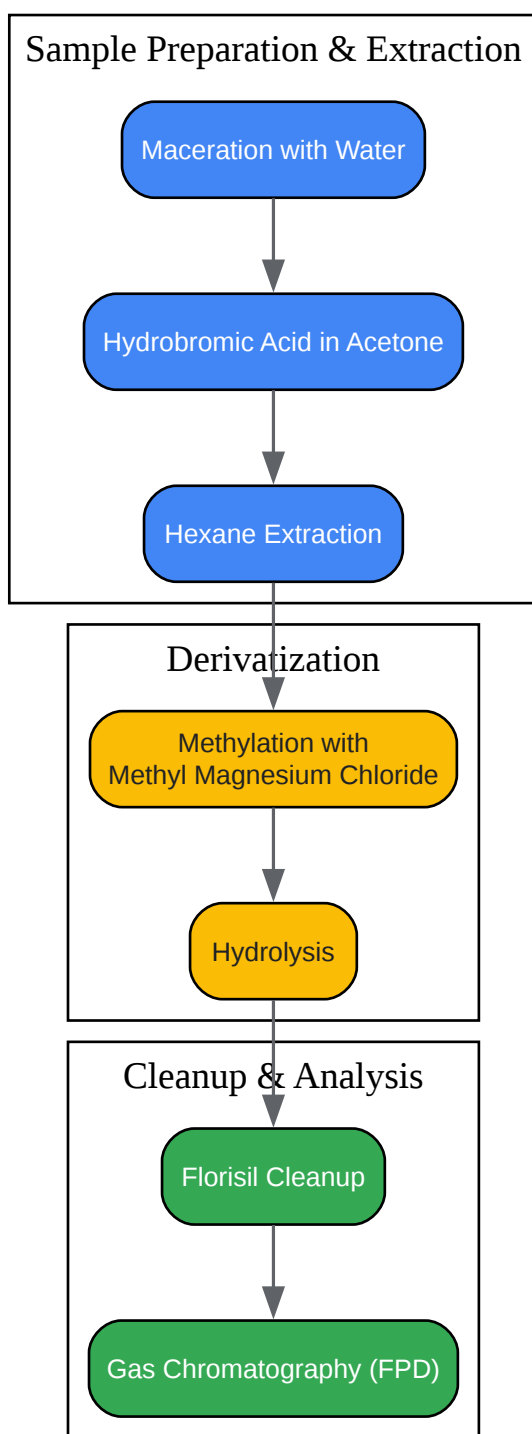 Sample Preparation & Extraction
Maceration with Water
Hydrobromic Acid in Acetone
Hexane Extraction
Derivatization
Methylation with
Methyl Magnesium Chloride
Hydrolysis
Cleanup & Analysis
Florisil Cleanup
Gas Chromatography (FPD)